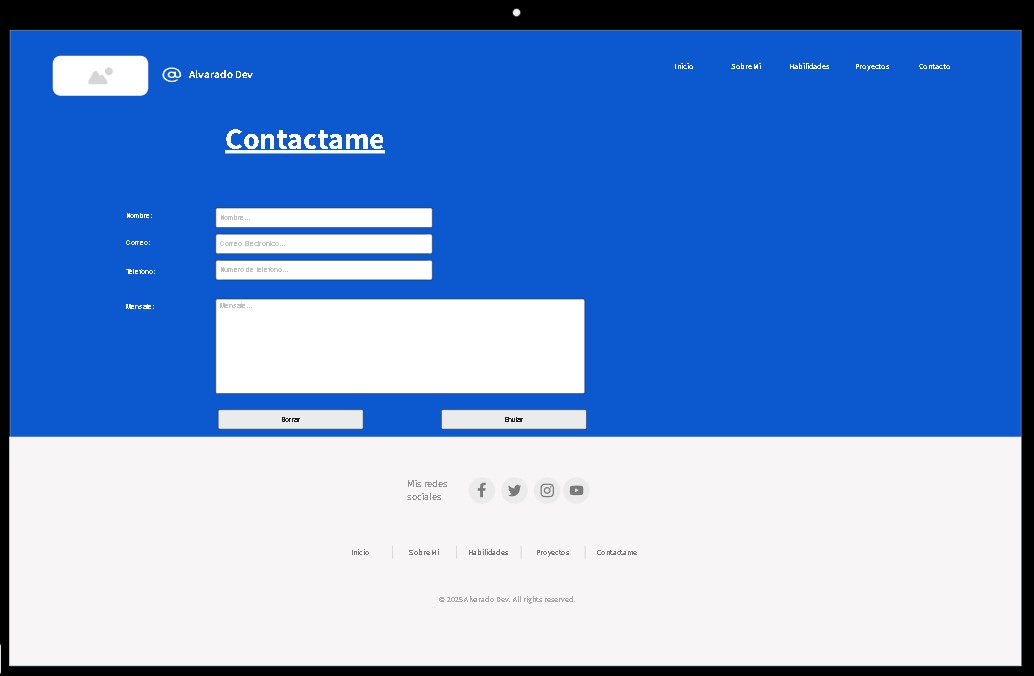 @ Alvarado Dev
Inicio Sobre Mi Habilidades Proyectos Contacto
Contactame
Nombre: Nombre...
Correo: Correo Electronico...
Telefono: Numero de Telefono...
Mensaje: Mensaje...
Borrar Enviar
Mis redes
sociales
Inicio Sobre Mi Habilidades Proyectos Contactame
© 2025 Alvarado Dev. All rights reserved.